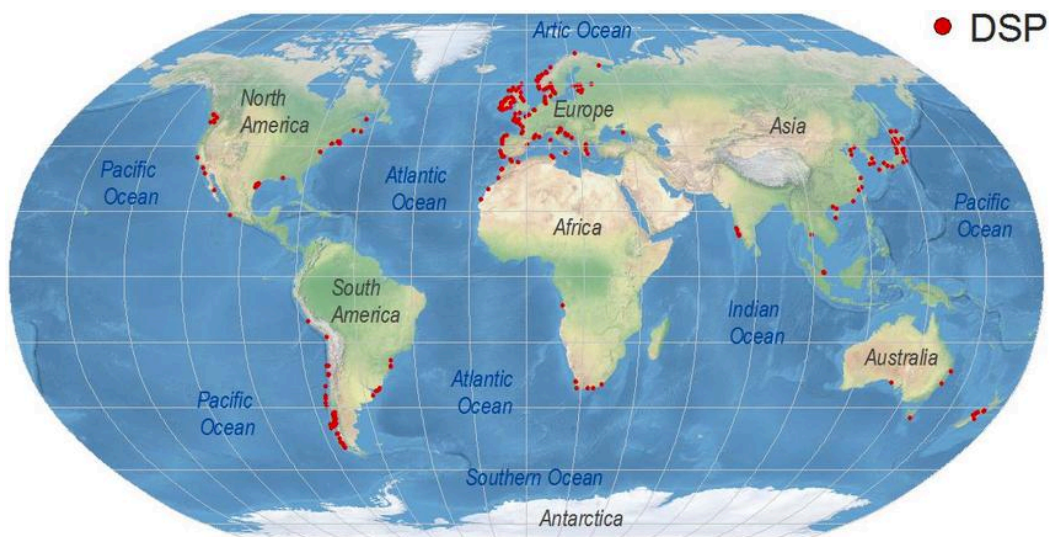 DSP
Artic Ocean
North
America
Europe
Asia
Pacific
Ocean
Atlantic
Ocean
Africa
Pacific
Ocean
South
America
Indian
Ocean
Australia
Pacific
Ocean
Atlantic
Ocean
Southern Ocean
Antarctica